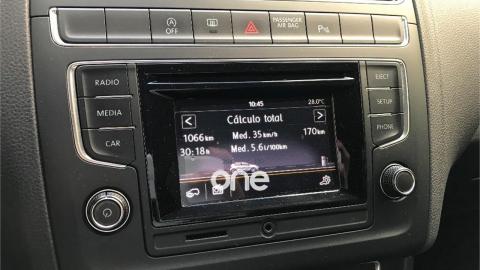 A OFF
PASSENGER AIR BAG
P
RADIO
MEDIA
CAR
EJECT
SETUP
PHONE
10:45
28.0°C
< Cálculo total >
1066km Med. 35km/h 170km
30:18h Med. 5.6l/100km
one